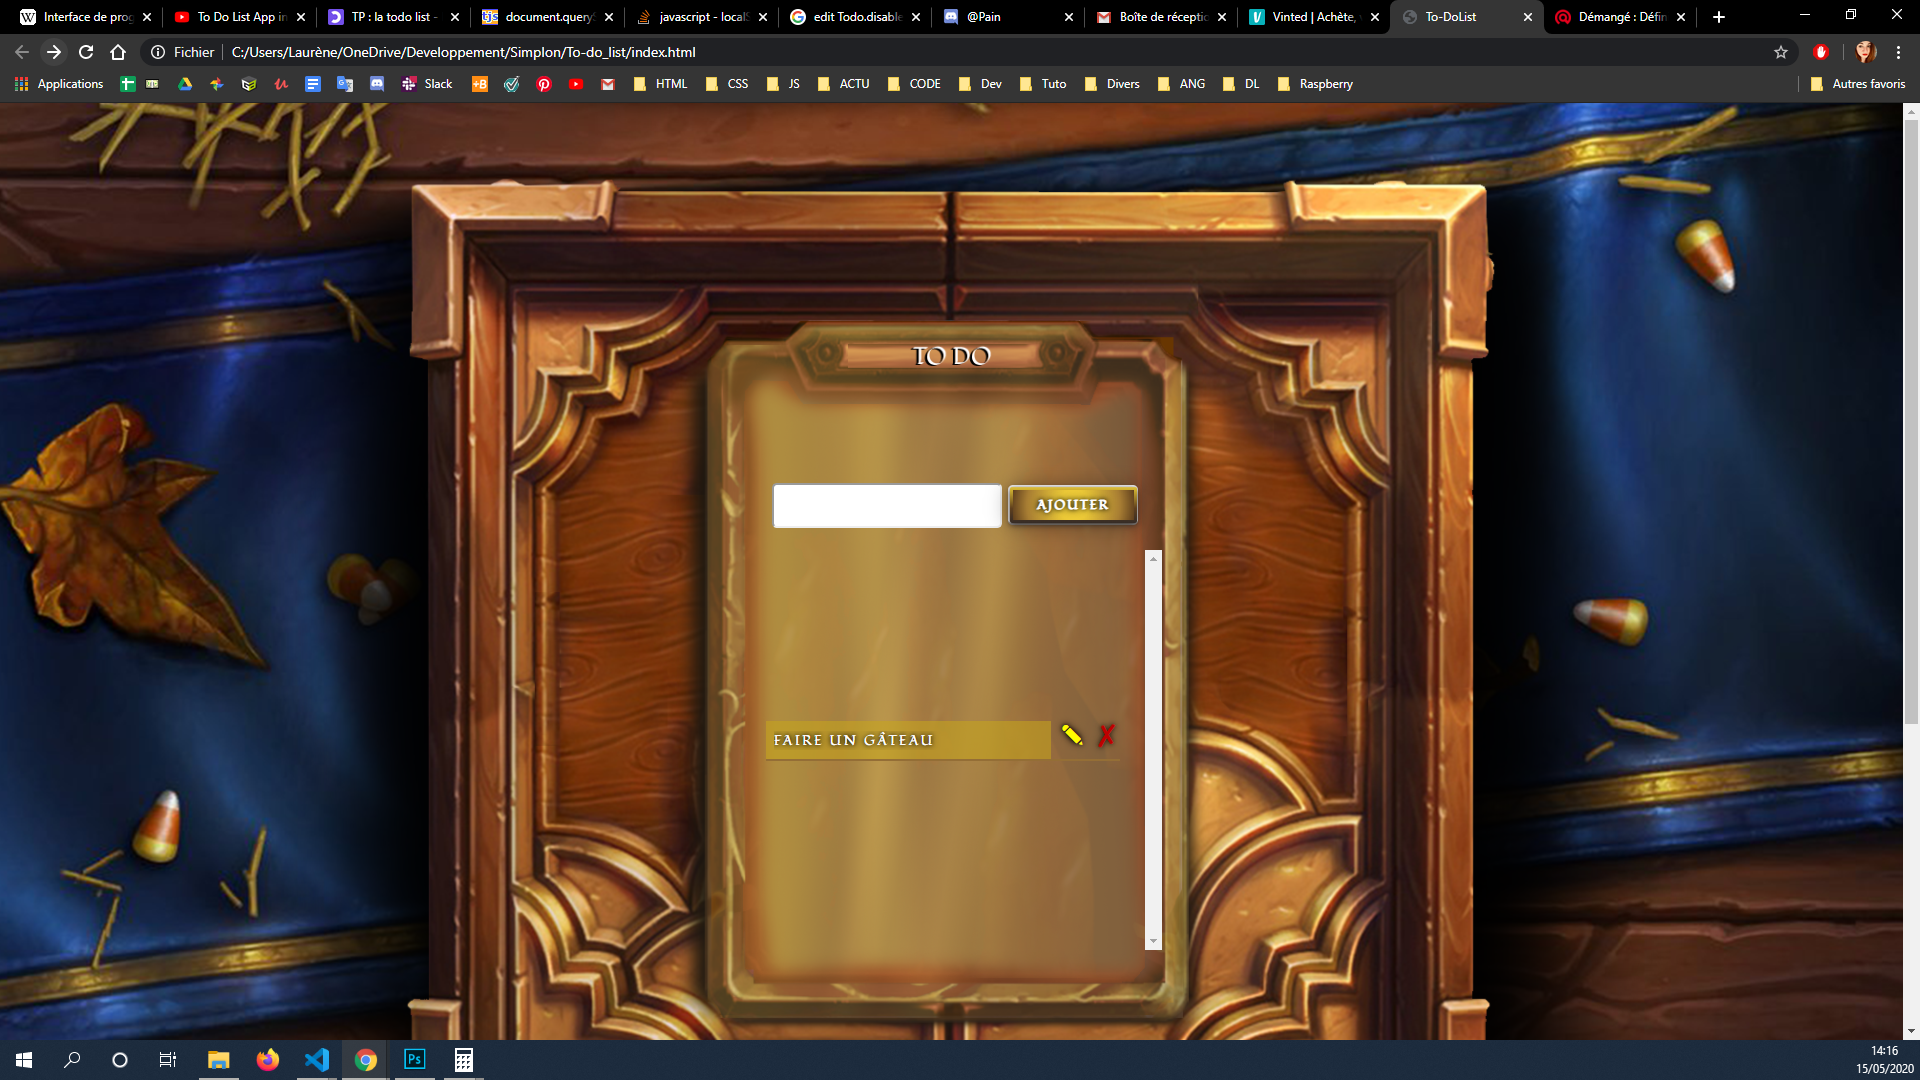 Interface de prog
To Do List App in
TP : la todo list -
document.queryS
javascript - localS
edit Todo.disable
@Pain
Boîte de réceptic
Vinted | Achète,
To-DoList
Démangé : Défin
Fichier
C:/Users/Laurène/OneDrive/Developpement/Simplon/To-do_list/index.html
Applications
Slack
+B
HTML
CSS
JS
ACTU
CODE
Dev
Tuto
Divers
ANG
DL
Raspberry
Autres favoris
TO DO
AJOUTER
FAIRE UN GÂTEAU
Ps
14:16
15/05/2020